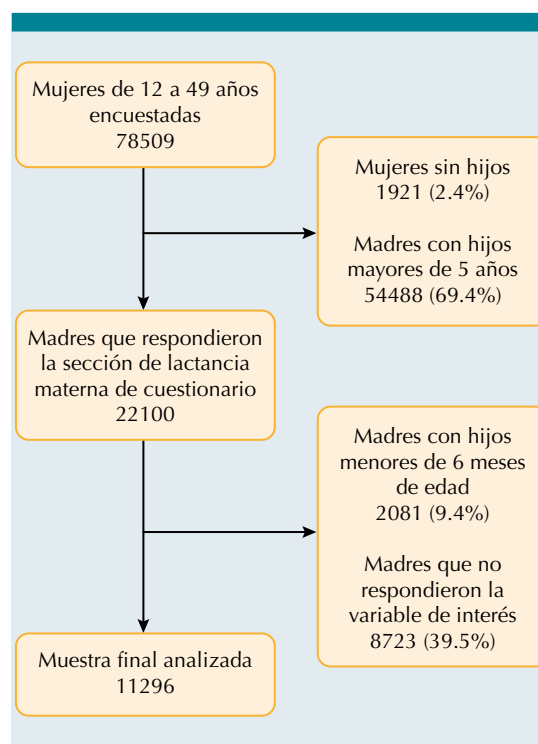 Mujeres de 12 a 49 años
encuestadas
78509
Mujeres sin hijos
1921 (2.4%)
Madres con hijos
mayores de 5 años
54488 (69.4%)
Madres que respondieron
la sección de lactancia
materna de cuestionario
22100
Madres con hijos
menores de 6 meses
de edad
2081 (9.4%)
Madres que no
respondieron la
variable de interés
8723 (39.5%)
Muestra final analizada
11296